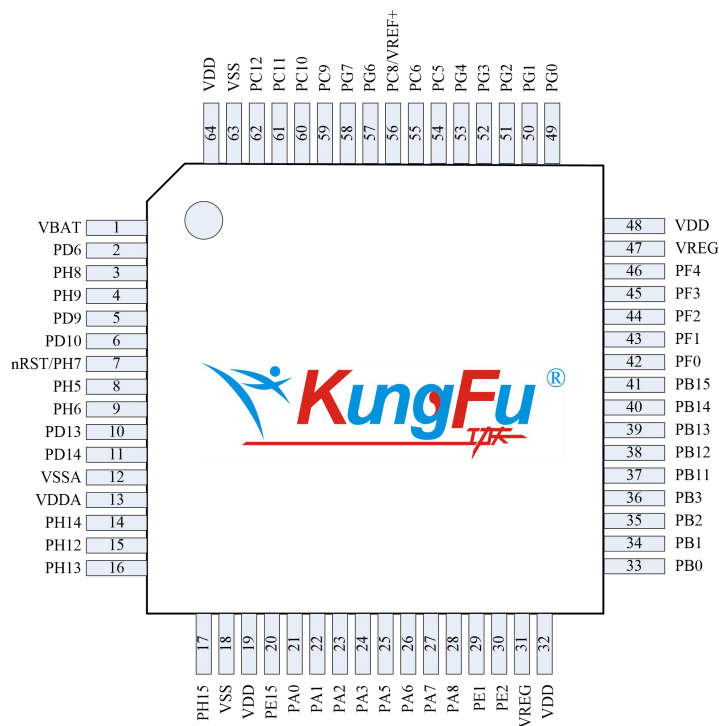 VDD VSS PC12 PC11 PC10 PC9 PG7 PG6 PC8/VREF+ PC6 PC5 PG4 PG3 PG2 PG1 PG0
64 63 62 61 60 59 58 57 56 55 54 53 52 51 50 49
VBAT 1
PD6 2
PH8 3
PH9 4
PD9 5
PD10 6
nRST/PH7 7
PH5 8
PH6 9
PD13 10
PD14 11
VSSA 12
VDDA 13
PH14 14
PH12 15
PH13 16
KungFu ®
48 VDD
47 VREG
46 PF4
45 PF3
44 PF2
43 PF1
42 PF0
41 PB15
40 PB14
39 PB13
38 PB12
37 PB11
36 PB3
35 PB2
34 PB1
33 PB0
17 18 19 20 21 22 23 24 25 26 27 28 29 30 31 32
PH15 VSS VDD PE15 PA0 PA1 PA2 PA3 PA5 PA6 PA7 PA8 PE1 PE2 VREG VDD